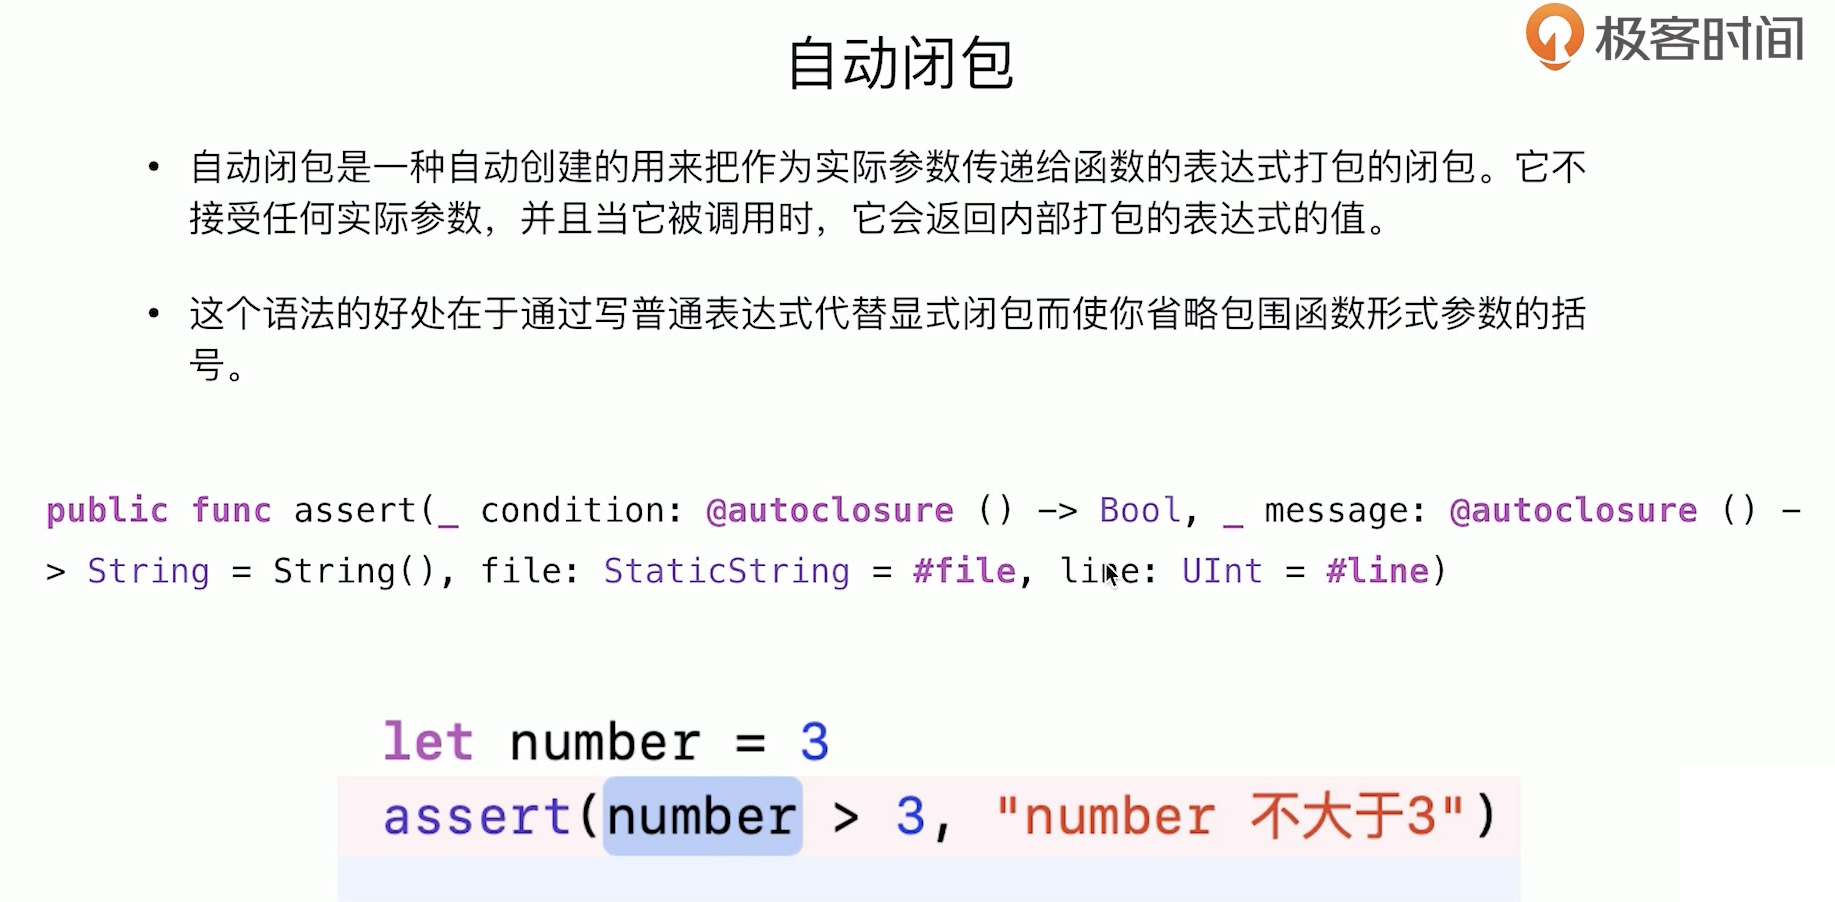 极客时间
自动闭包
• 自动闭包是一种自动创建的用来把作为实际参数传递给函数的表达式打包的闭包。它不
接受任何实际参数，并且当它被调用时，它会返回内部打包的表达式的值。
• 这个语法的好处在于通过写普通表达式代替显式闭包而使你省略包围函数形式参数的括
号。
public func assert(_ condition: @autoclosure () -> Bool, _ message: @autoclosure () -
> String = String(), file: StaticString = #file, line: UInt = #line)
let number = 3
assert(number > 3, "number 不大于3")